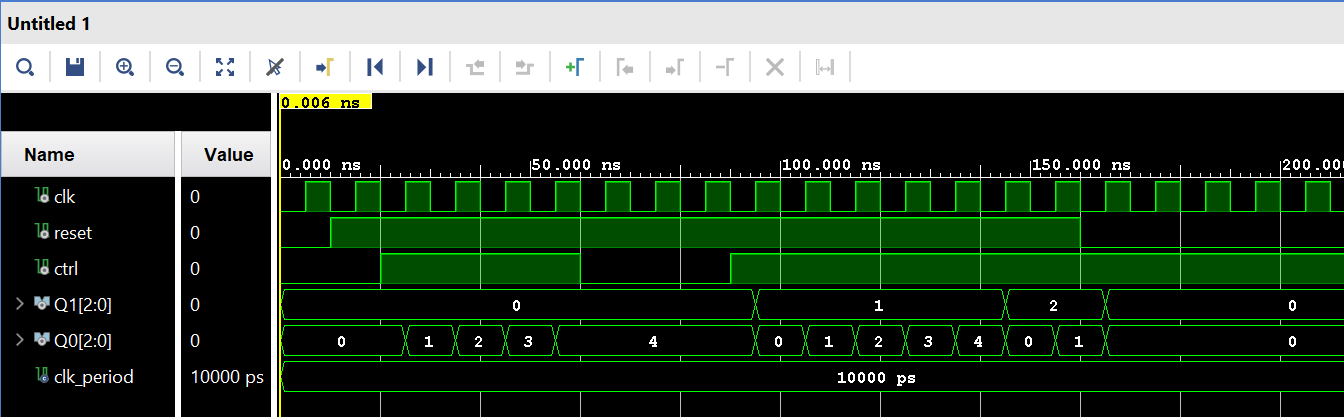 Untitled 1
0.006 ns
Name Value
0.000 ns 50.000 ns 100.000 ns 150.000 ns 200.00
clk 0
reset 0
ctrl 0
Q1[2:0] 0 0 1 2 0
Q0[2:0] 0 0 1 2 3 4 0 1 2 3 4 0 1 0
clk_period 10000 ps 10000 ps